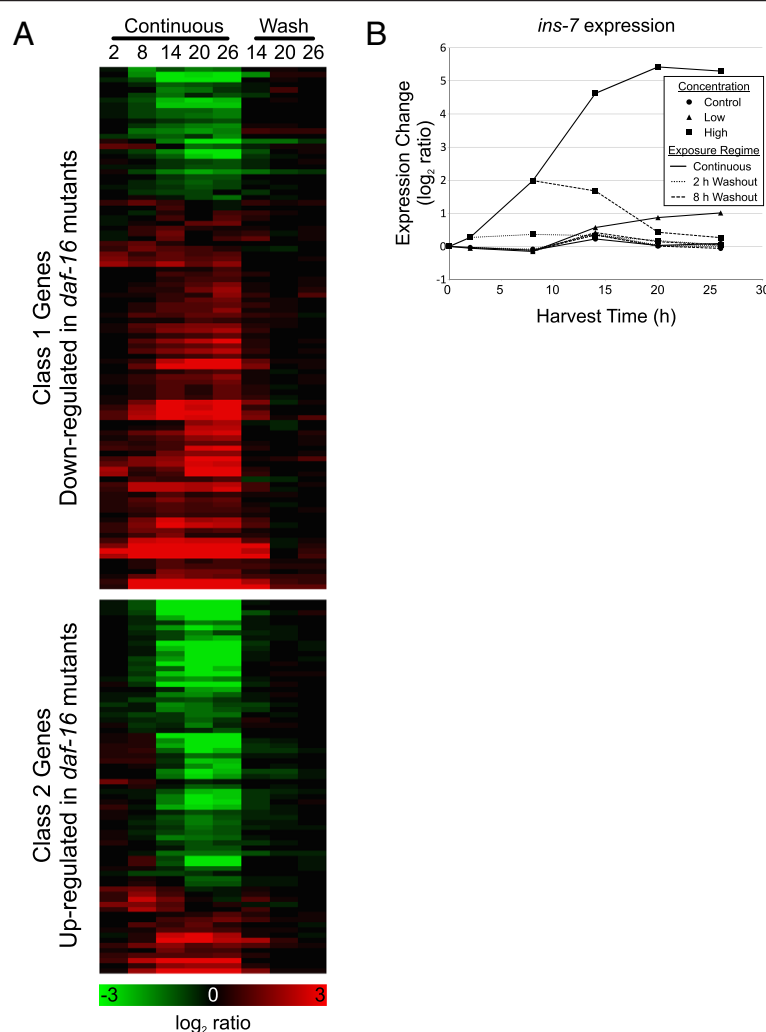 A
Continuous Wash
2 8 14 20 26 14 20 26
Class 1 Genes
Down-regulated in daf-16 mutants
Class 2 Genes
Up-regulated in daf-16 mutants
-3 0 3
log2 ratio
B
ins-7 expression
Expression Change
(log2 ratio)
6
5
4
3
2
1
0
-1
0 5 10 15 20 25 30
Harvest Time (h)
Concentration
Control
Low
High
Exposure Regime
Continuous
2 h Washout
8 h Washout